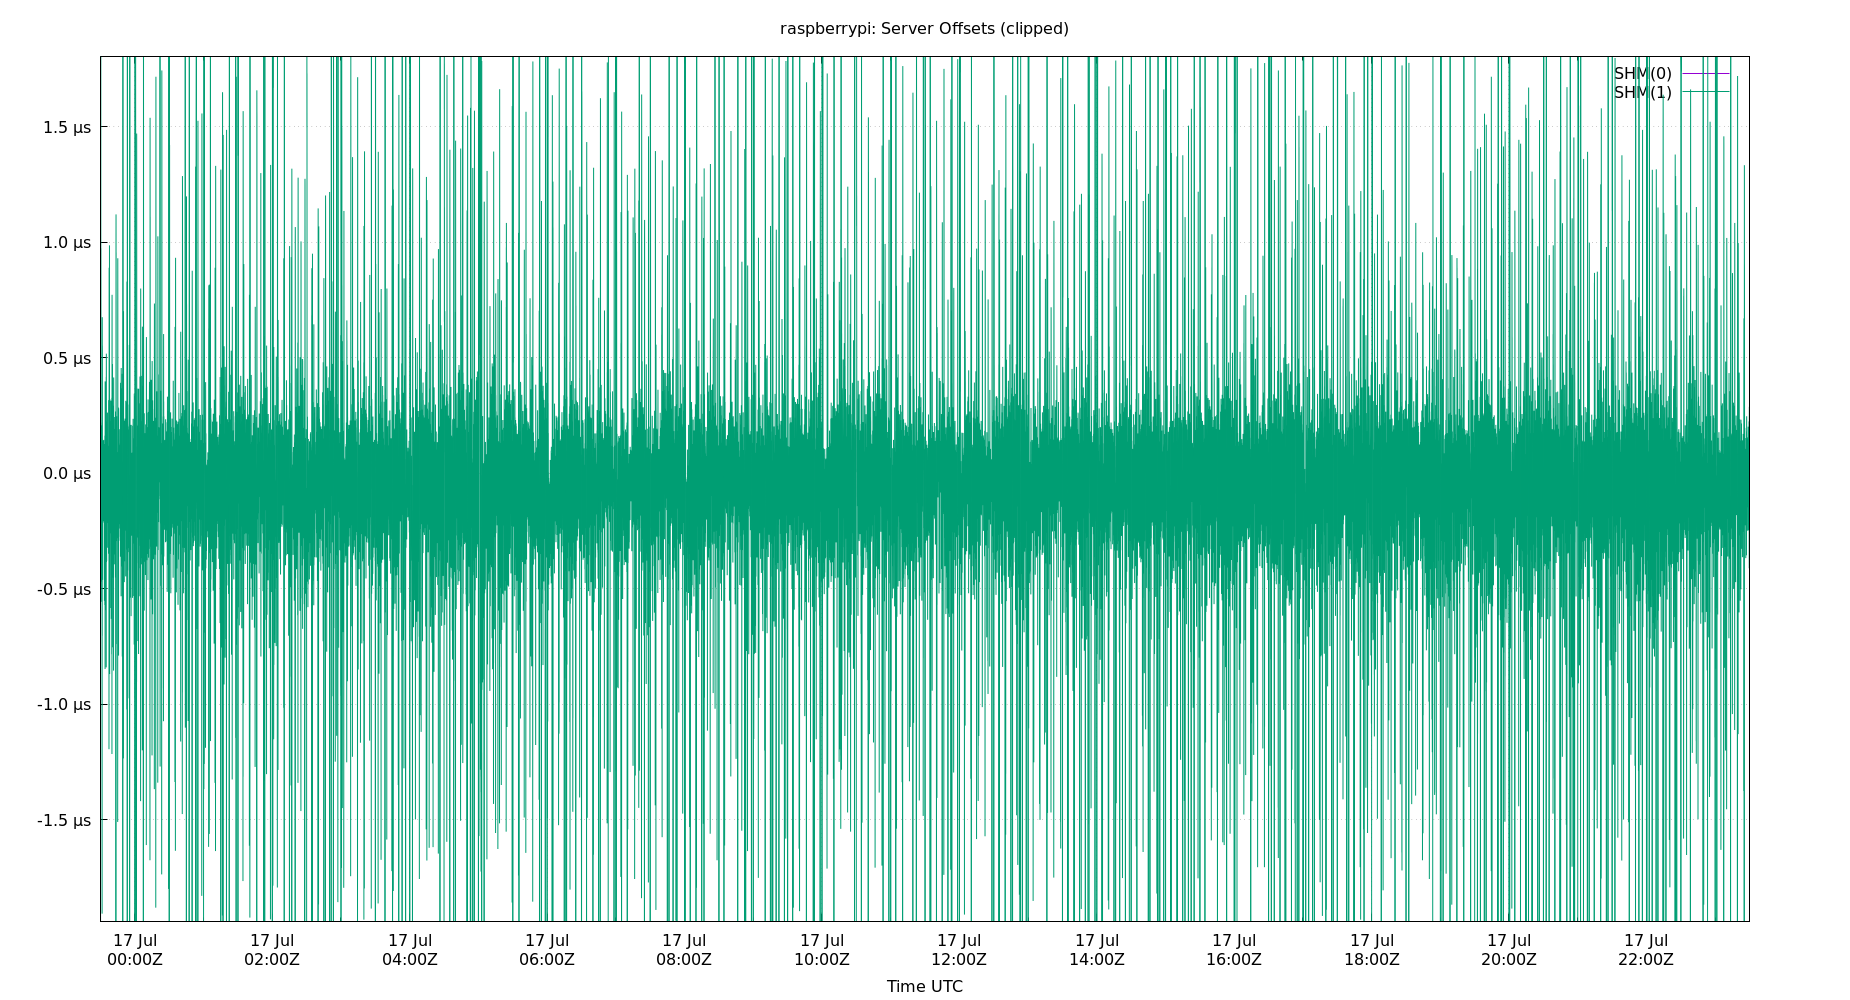 raspberrypi: Server Offsets (clipped)
SHM(0)
SHM(1)
1.5 µs
1.0 µs
0.5 µs
0.0 µs
-0.5 µs
-1.0 µs
-1.5 µs
17 Jul 17 Jul 17 Jul 17 Jul 17 Jul 17 Jul 17 Jul 17 Jul 17 Jul 17 Jul 17 Jul 17 Jul
00:00Z 02:00Z 04:00Z 06:00Z 08:00Z 10:00Z 12:00Z 14:00Z 16:00Z 18:00Z 20:00Z 22:00Z
Time UTC